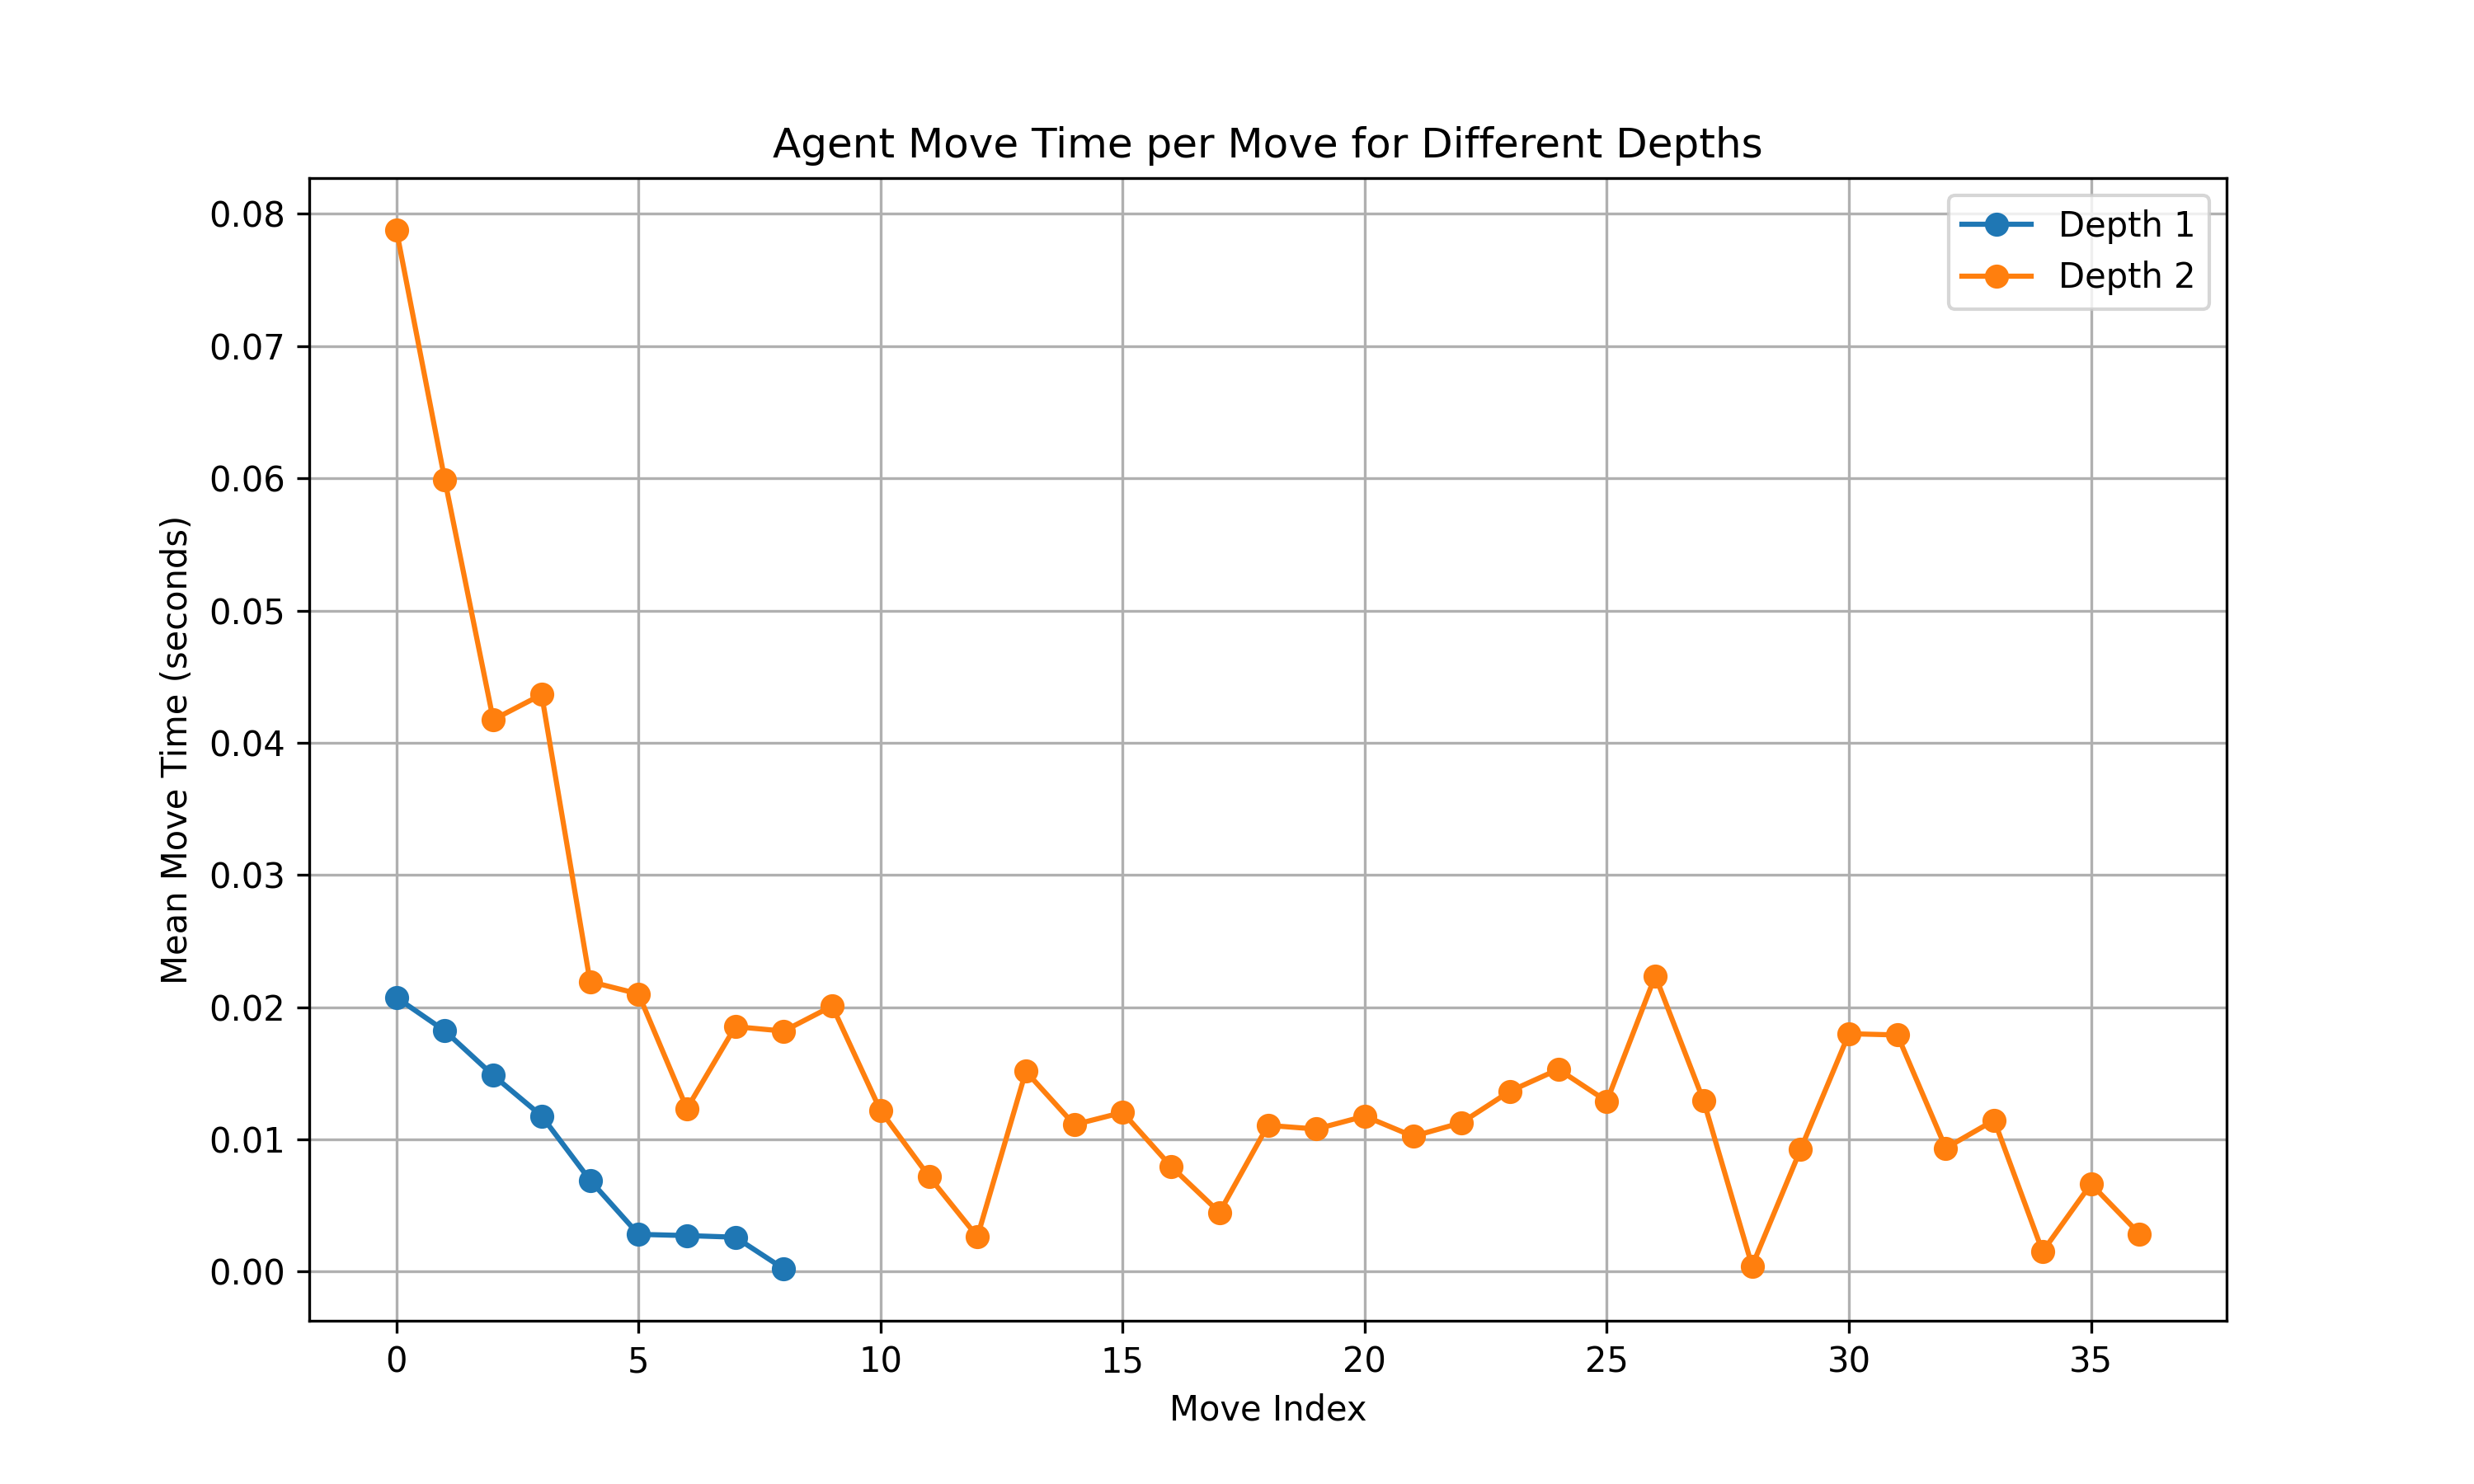 Agent Move Time per Move for Different Depths
Depth 1
Depth 2
Mean Move Time (seconds)
0.08
0.07
0.06
0.05
0.04
0.03
0.02
0.01
0.00
0 5 10 15 20 25 30 35
Move Index